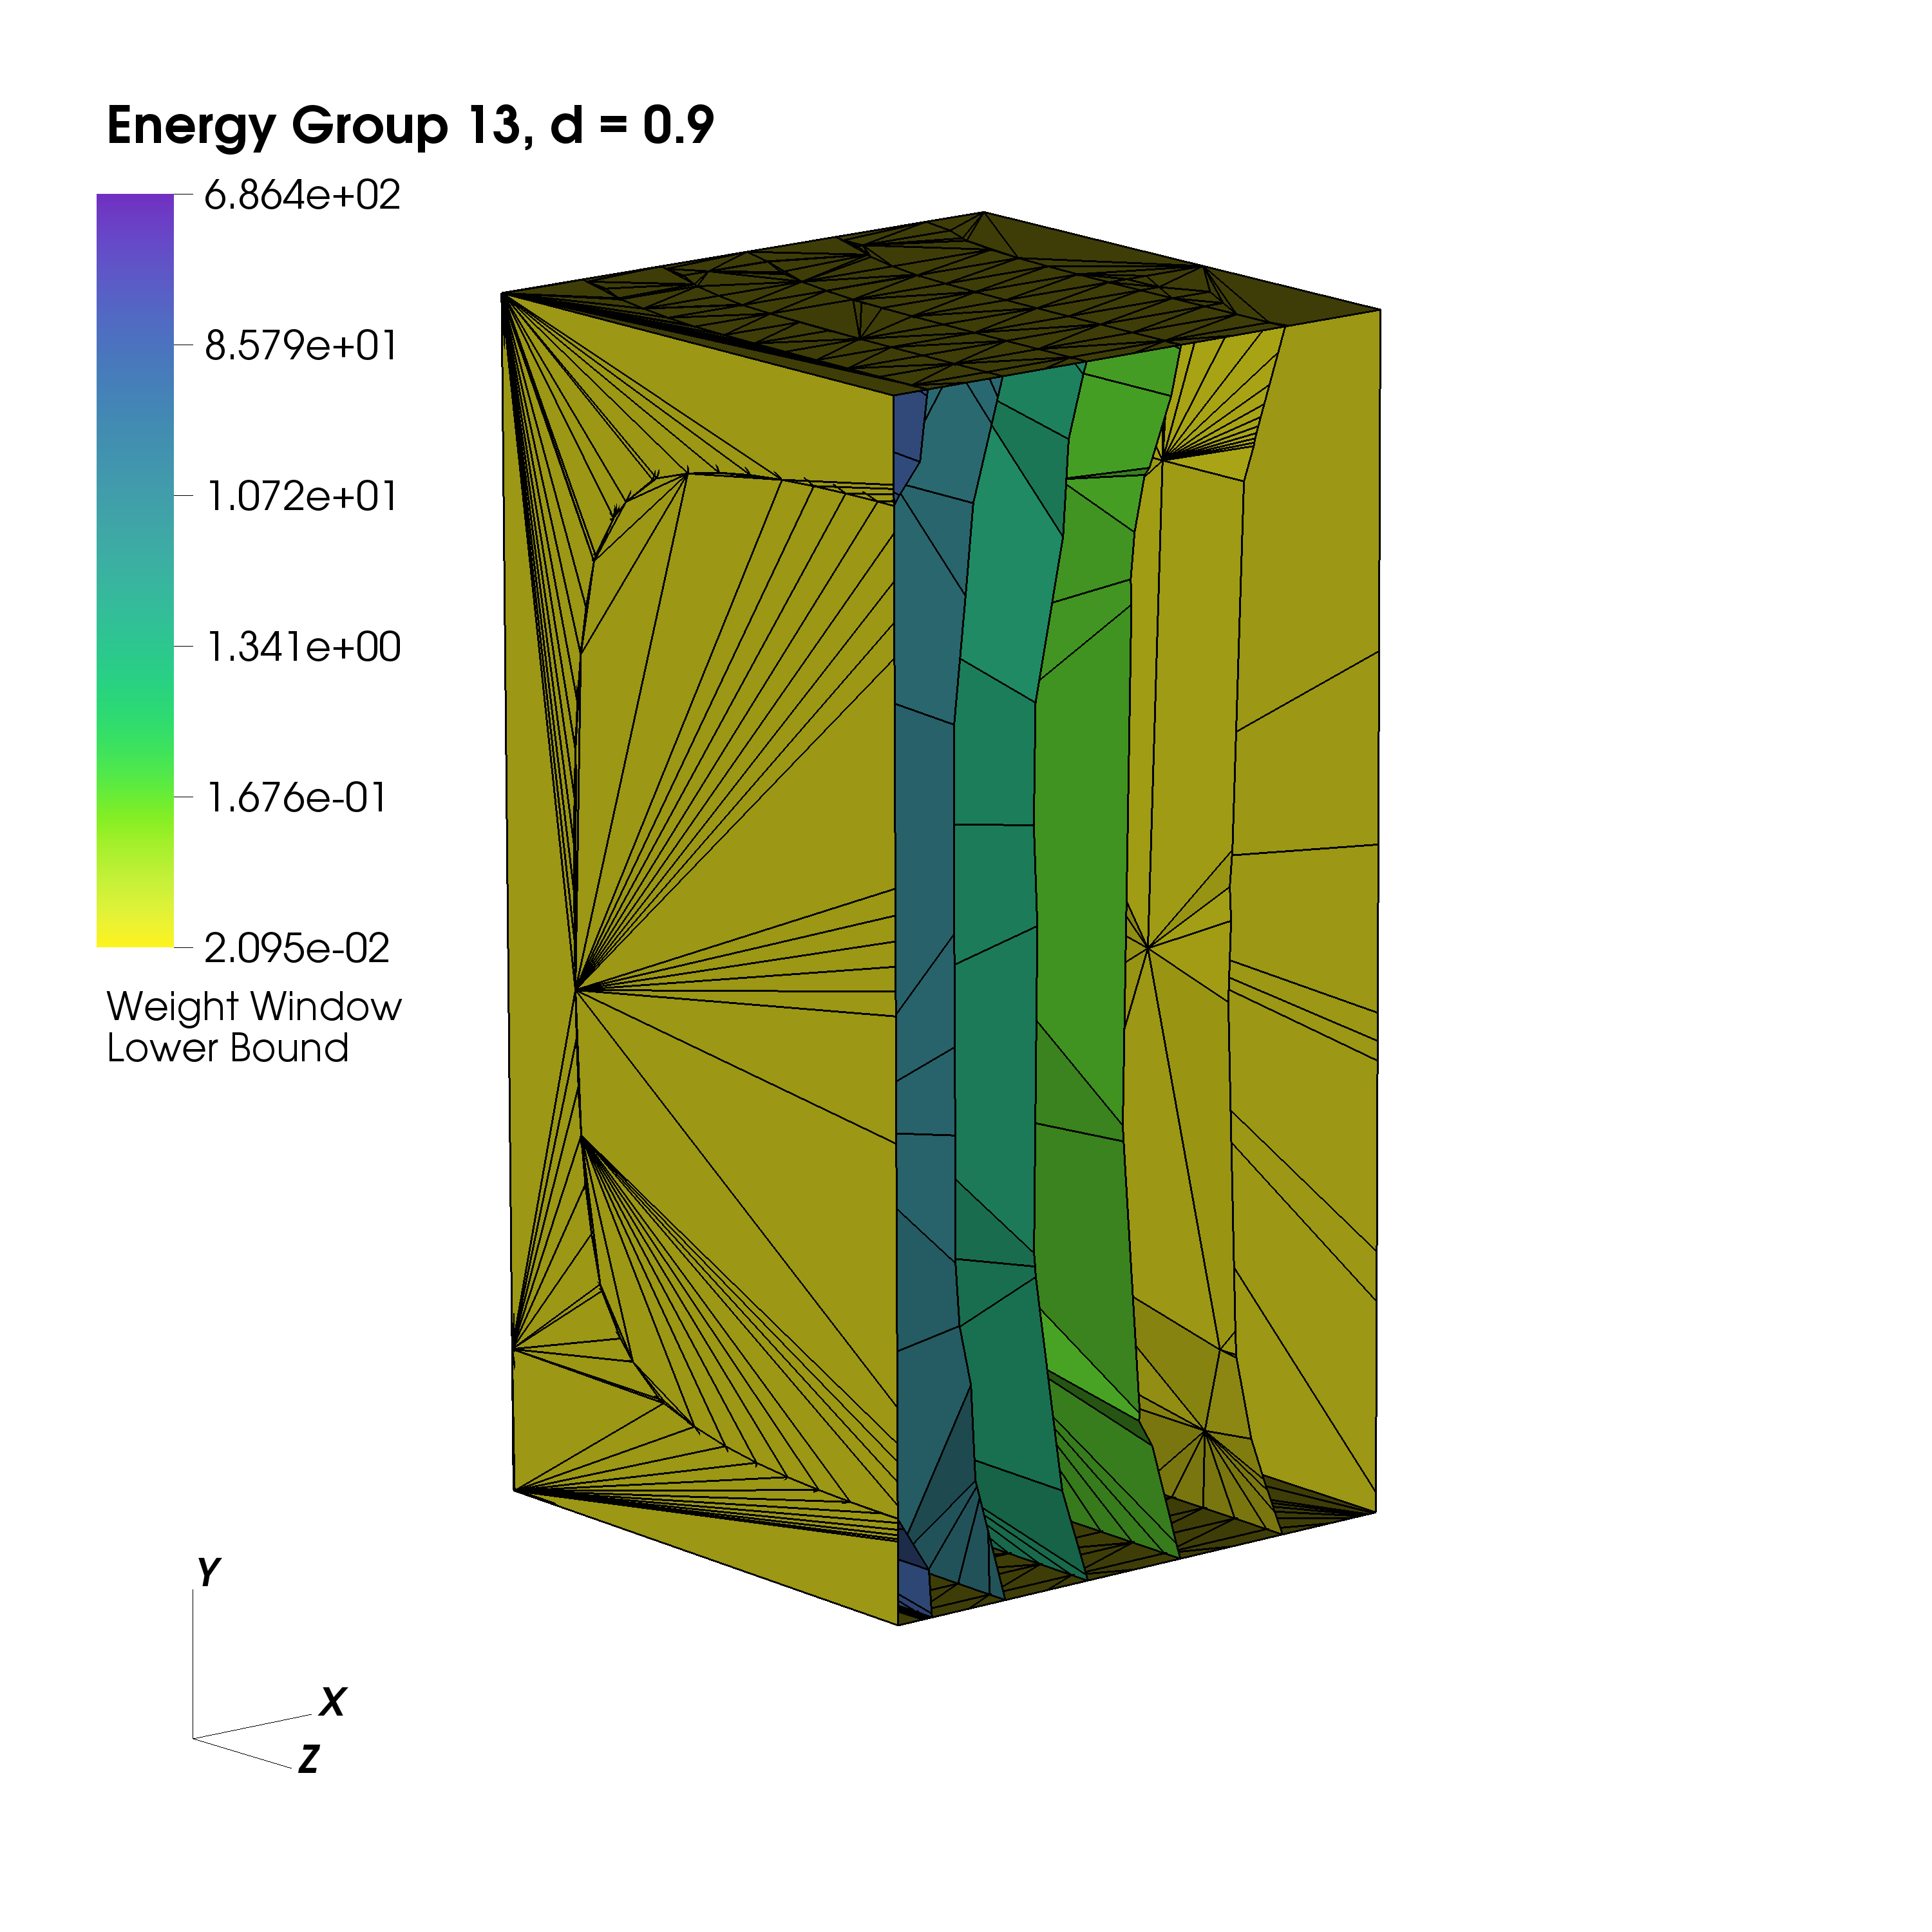 Energy Group 13, d = 0.9
6.864e+02
8.579e+01
1.072e+01
1.341e+00
1.676e-01
2.095e-02
Weight Window
Lower Bound
Y
X
Z